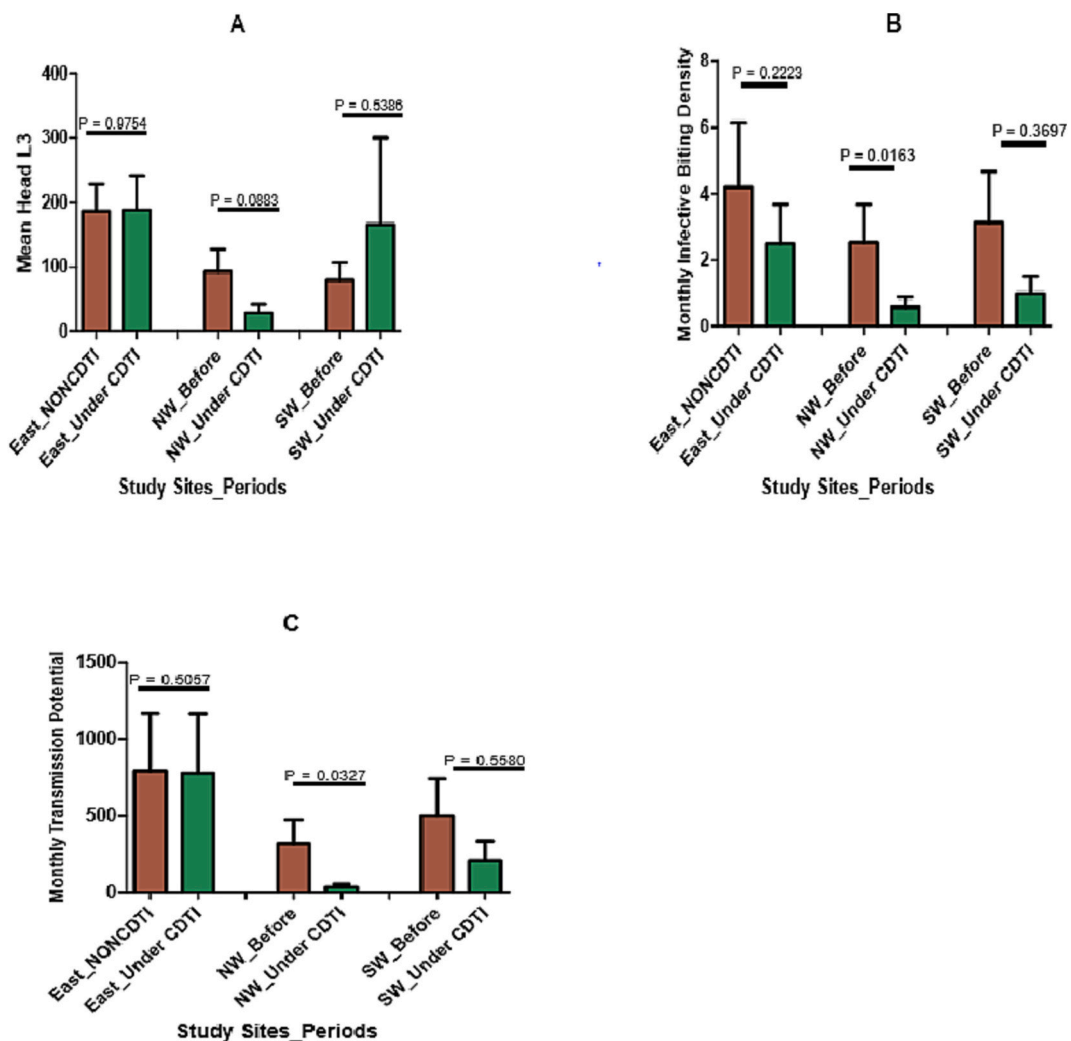 A
Mean Head L3
400
300
200
100
0
P = 0.9754
P = 0.0883
P = 0.5386
East_NONCDTI
East_Under CDTI
NW_Before
NW_Under CDTI
SW_Before
SW_Under CDTI
Study Sites_Periods
B
Monthly Infective Biting Density
8
6
4
2
0
P = 0.2223
P = 0.0163
P = 0.3697
East_NONCDTI
East_Under CDTI
NW_Before
NW_Under CDTI
SW_Before
SW_Under CDTI
Study Sites_Periods
C
Monthly Transmission Potential
1500
1000
500
0
P = 0.5057
P = 0.0327
P = 0.5580
East_NONCDTI
East_Under CDTI
NW_Before
NW_Under CDTI
SW_Before
SW_Under CDTI
Study Sites_Periods